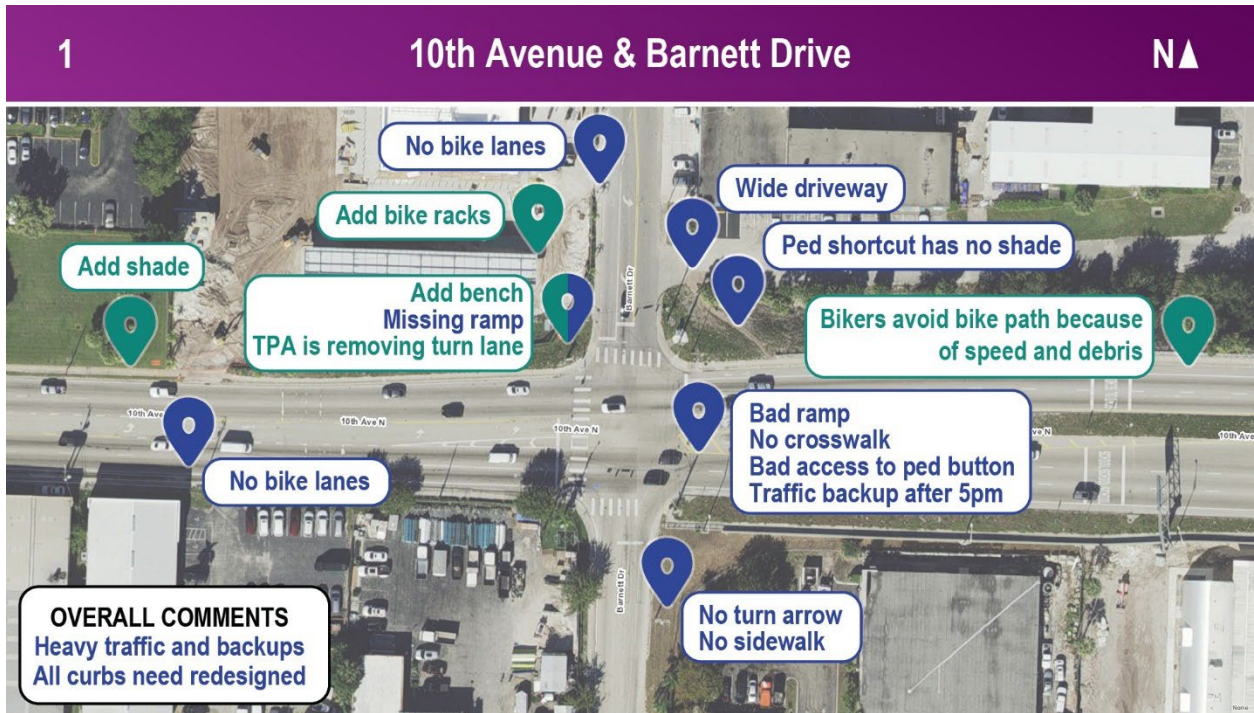 1
10th Avenue & Barnett Drive
N
No bike lanes
Wide driveway
Add bike racks
Ped shortcut has no shade
Add shade
Add bench
Missing ramp
TPA is removing turn lane
Barnett Dr
Bikers avoid bike path because
of speed and debris
10th Ave N
10th Ave N
10th Ave N
ve N
10th Ave N
Bad ramp
No crosswalk
Bad access to ped button
Traffic backup after 5pm
No bike lanes
Barnett Dr
No turn arrow
No sidewalk
OVERALL COMMENTS
Heavy traffic and backups
All curbs need redesigned
None